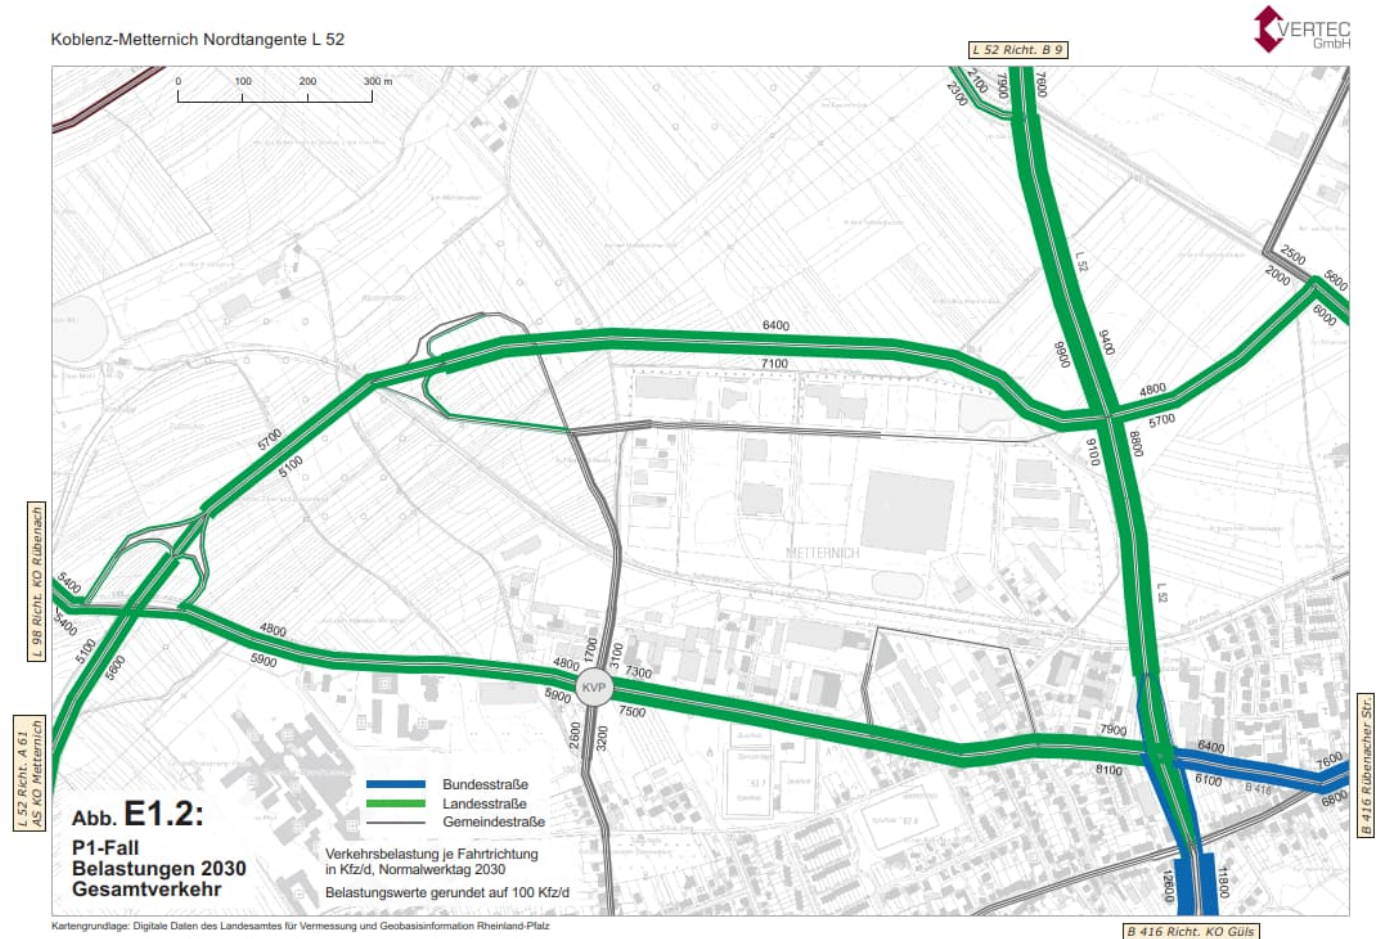 Koblenz-Metternich Nordtangente L 52
VERTEC
GmbH
L 52 Richt. B 9
0 100 200 300 m
2100
2300
7900
7600
L 52
2500
2000
5600
6000
6400
7100
9900
9400
4800
5700
9100
8800
5700
5100
METTERNICH
L 98 Richt. KO Rübenach
5400
5400
5100
5600
4800
5900
4800
5900
1700
3100
KVP
7300
7500
2600
3200
L 52
7900
8100
6400
6100
B 416
7600
6800
12600
11800
L 52 Richt. A 61
AS KO Metternich
B 416 Rübenacher Str.
Bundesstraße
Landesstraße
Gemeindestraße
Abb. E1.2:
P1-Fall
Belastungen 2030
Gesamtverkehr
Verkehrsbelastung je Fahrtrichtung
in Kfz/d, Normalwerktag 2030
Belastungswerte gerundet auf 100 Kfz/d
Kartengrundlage: Digitale Daten des Landesamtes für Vermessung und Geobasisinformation Rheinland-Pfalz
B 416 Richt. KO Güls